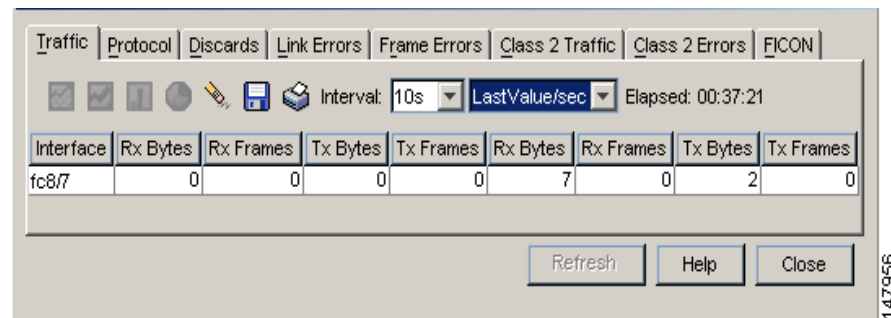 Traffic Protocol Discards Link Errors Frame Errors Class 2 Traffic Class 2 Errors FICON
Interval: 10s LastValue/sec Elapsed: 00:37:21
Interface Rx Bytes Rx Frames Tx Bytes Tx Frames Rx Bytes Rx Frames Tx Bytes Tx Frames
fc8/7 0 0 0 0 7 0 2 0
Refresh Help Close
147956